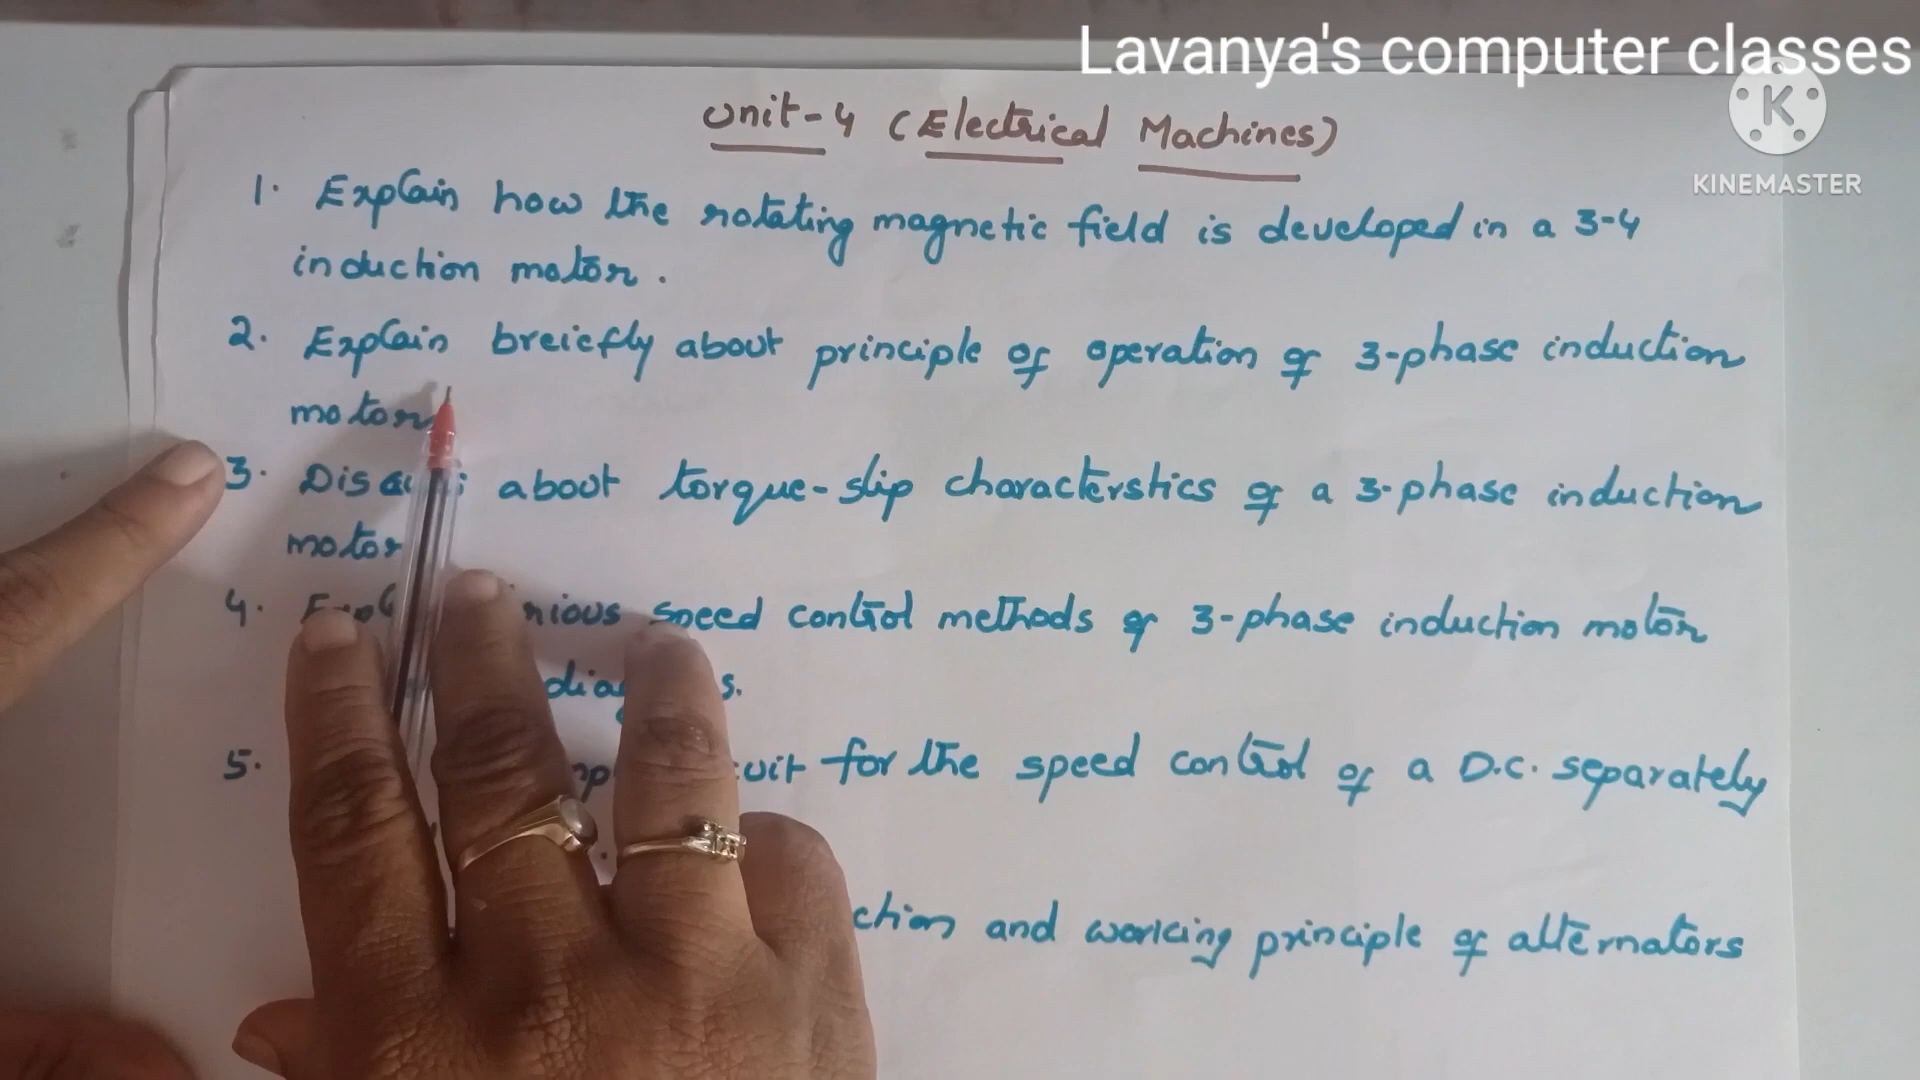 Lavanya's computer classes
KINEMASTER
Unit-4 (Electrical Machines)
1. Explain how the rotating magnetic field is developed in a 3-4
induction motor.
2. Explain breiefly about principle of operation of 3-phase induction
motor
3. about torque-slip characterstics of a 3-phase induction
motor
4. speed control methods of 3-phase induction motor
5. for the speed control of a D.C. separately
and working principle of alternators